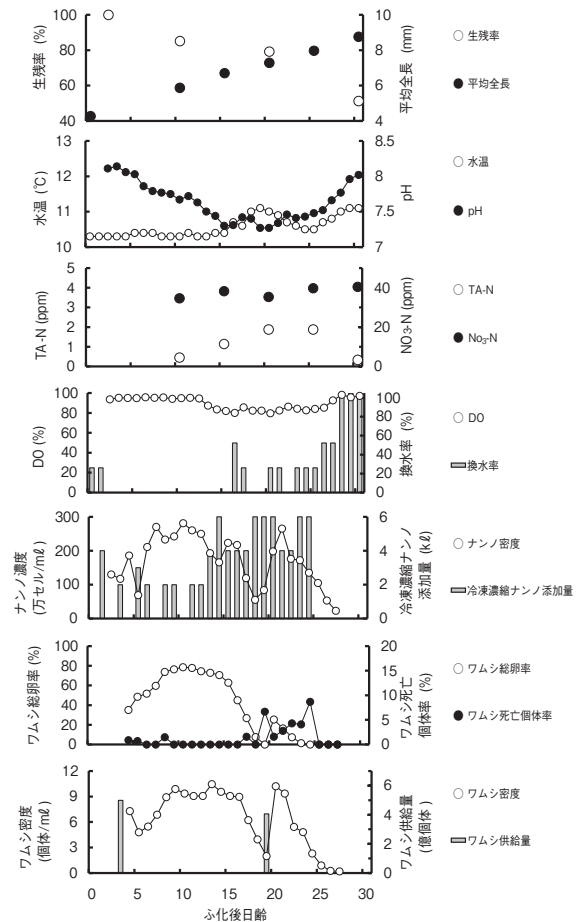 生残率 (%)
100
80
60
40
10
8
6
4
平均全長 (mm)
○ 生残率
● 平均全長
水温 (℃)
13
12
11
10
8.5
8
7.5
7
pH
○ 水温
● pH
TA-N (ppm)
5
4
3
2
1
0
40
20
0
NO3-N (ppm)
○ TA-N
● No3-N
DO (%)
100
80
60
40
20
0
100
80
60
40
20
0
換水率 (%)
○ DO
換水率
ナンノ濃度
(万セル/mℓ)
300
200
100
0
6
4
2
0
冷凍濃縮ナンノ
添加量 (kℓ)
○ ナンノ密度
冷凍濃縮ナンノ添加量
ワムシ総卵率 (%)
100
80
60
40
20
0
20
15
10
5
0
ワムシ死亡
個体率 (%)
○ ワムシ総卵率
● ワムシ死亡個体率
ワムシ密度
(個体/mℓ)
12
9
6
3
0
6
5
4
3
2
1
0
ワムシ供給量
(億個体)
○ ワムシ密度
ワムシ供給量
0 5 10 15 20 25 30
ふ化後日齢